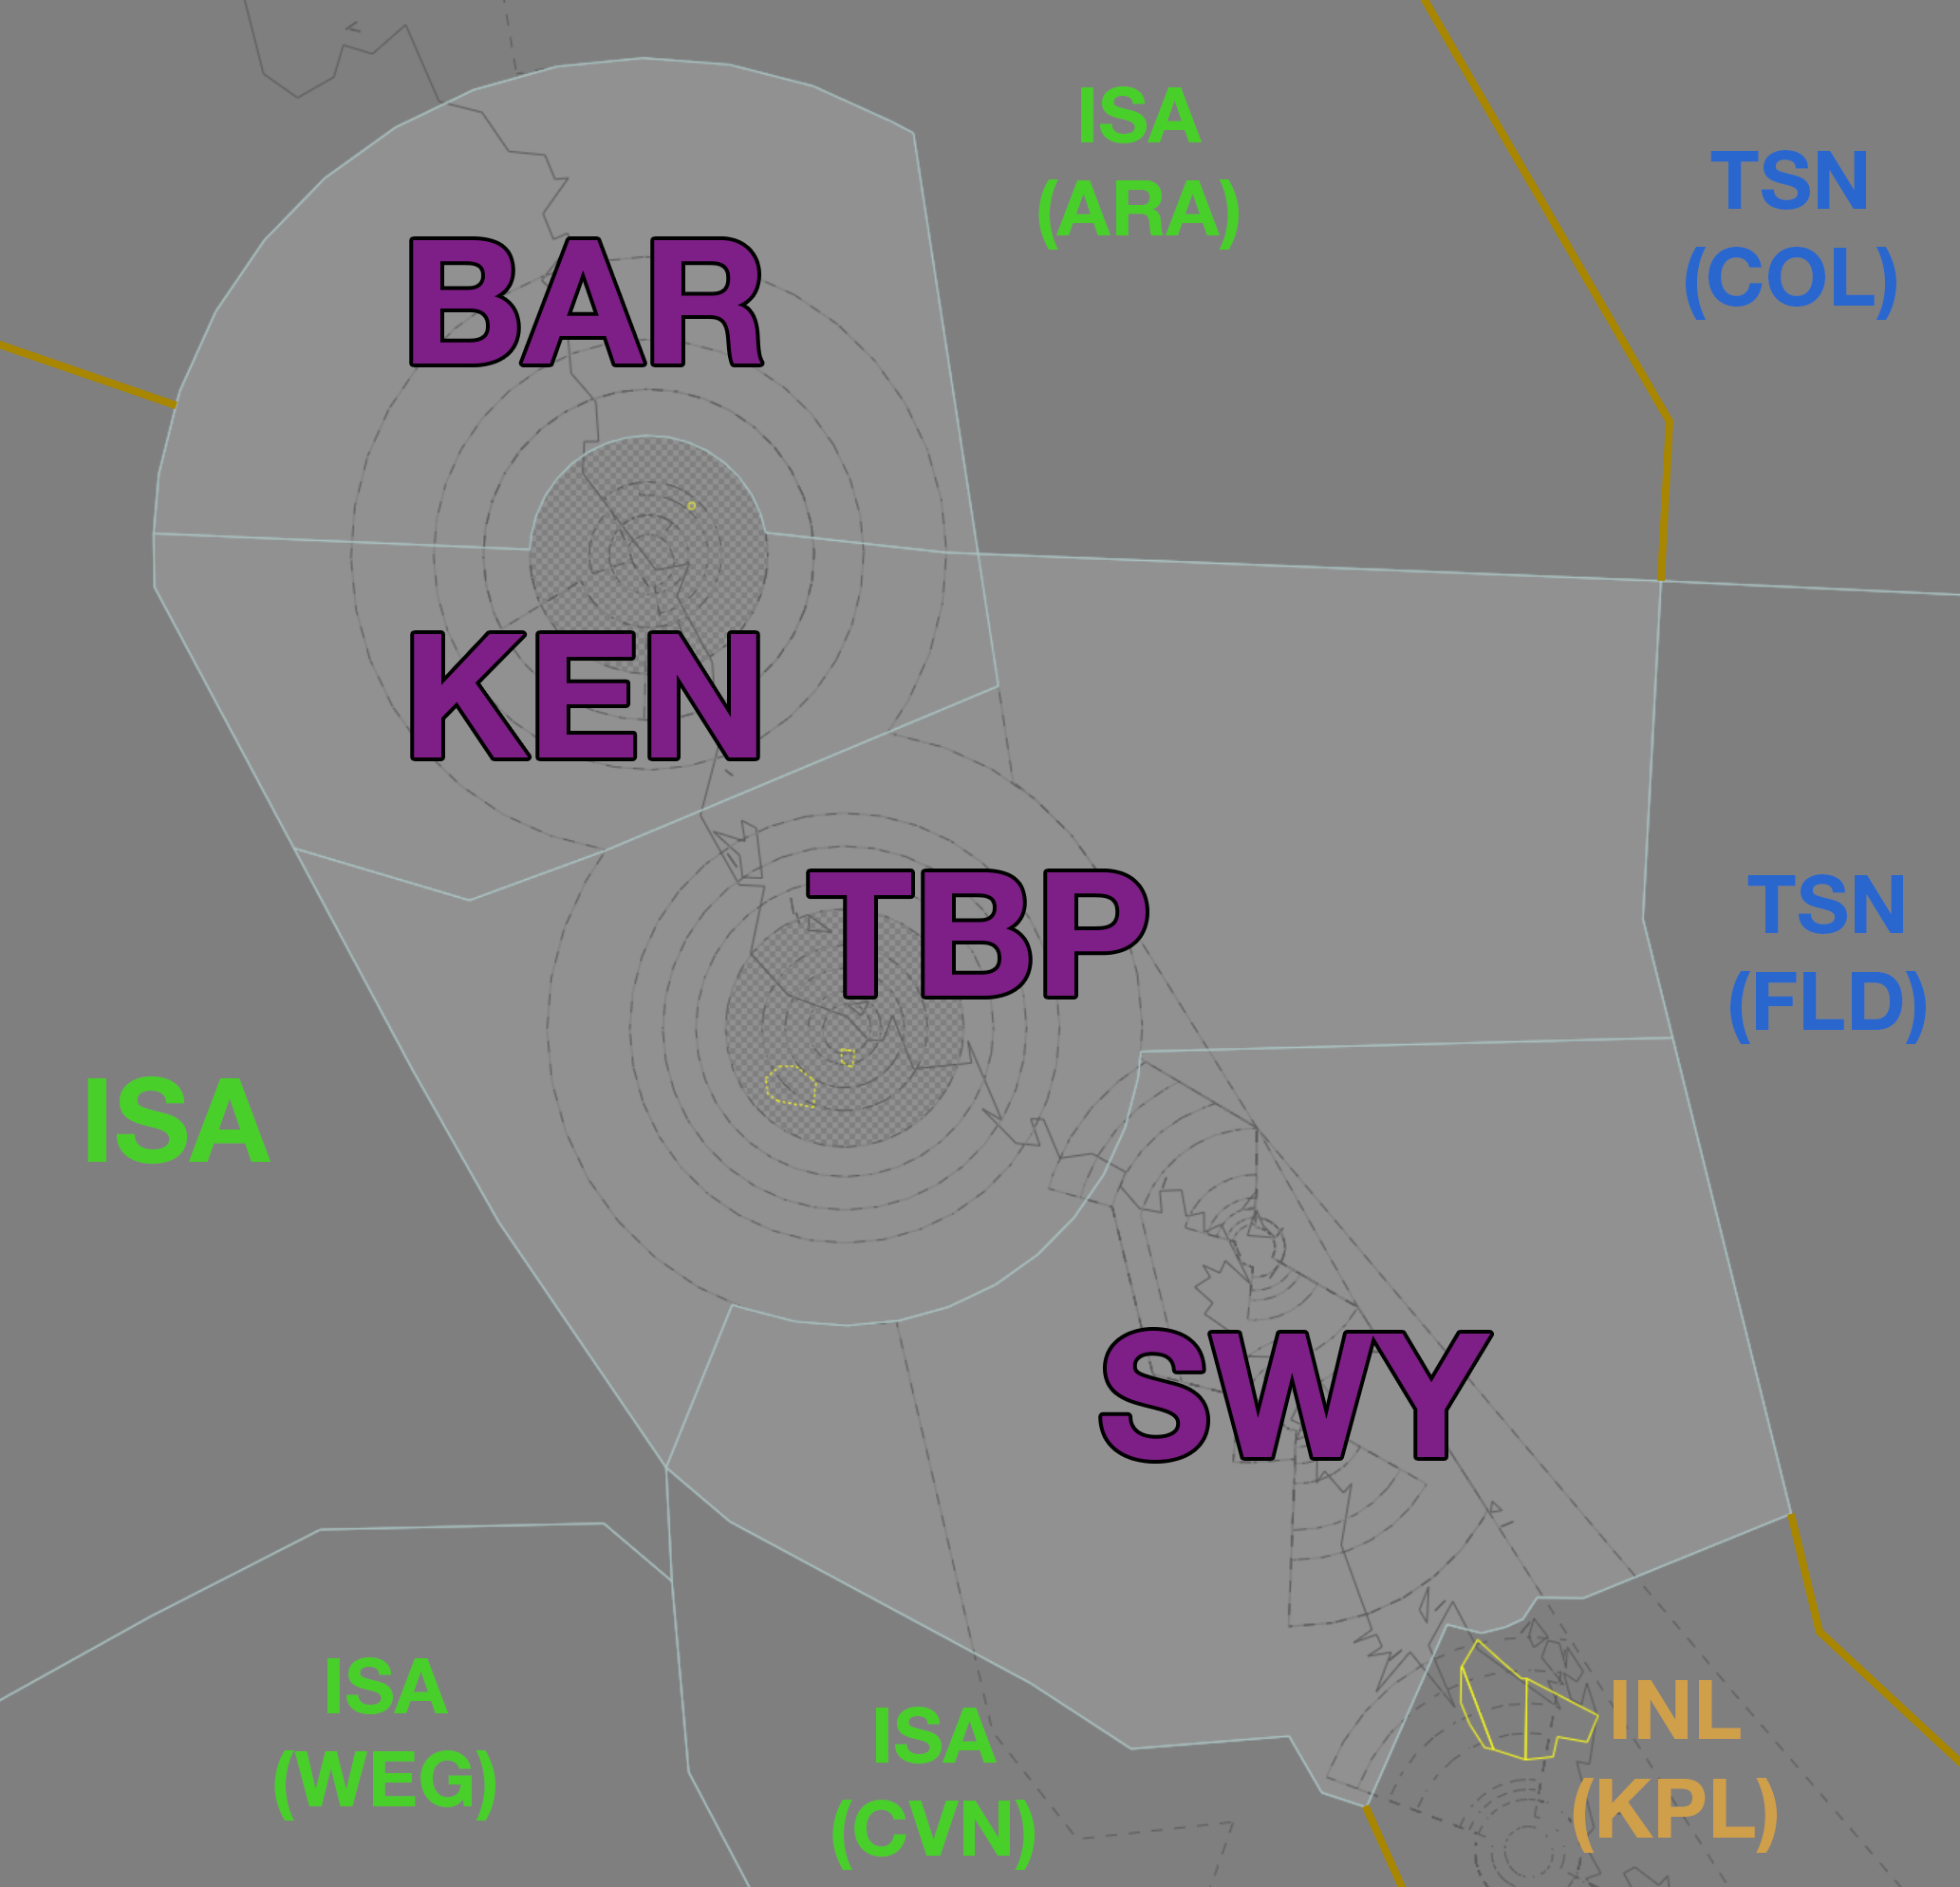 ISA
(ARA)
TSN
(COL)
BAR
KEN
TBP
TSN
(FLD)
ISA
SWY
ISA
(WEG)
ISA
(CVN)
INL
(KPL)